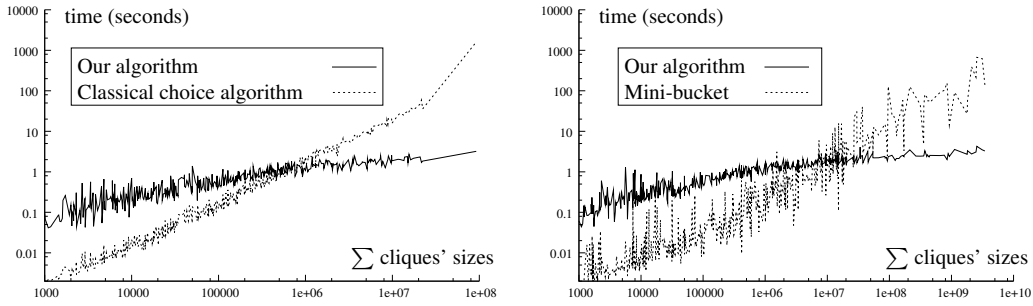 time (seconds)
10000
1000
100
10
1
0.1
0.01
Our algorithm
Classical choice algorithm
∑ cliques' sizes
1000
10000
100000
1e+06
1e+07
1e+08
time (seconds)
10000
1000
100
10
1
0.1
0.01
Our algorithm
Mini-bucket
∑ cliques' sizes
1000
10000
100000
1e+06
1e+07
1e+08
1e+09
1e+10